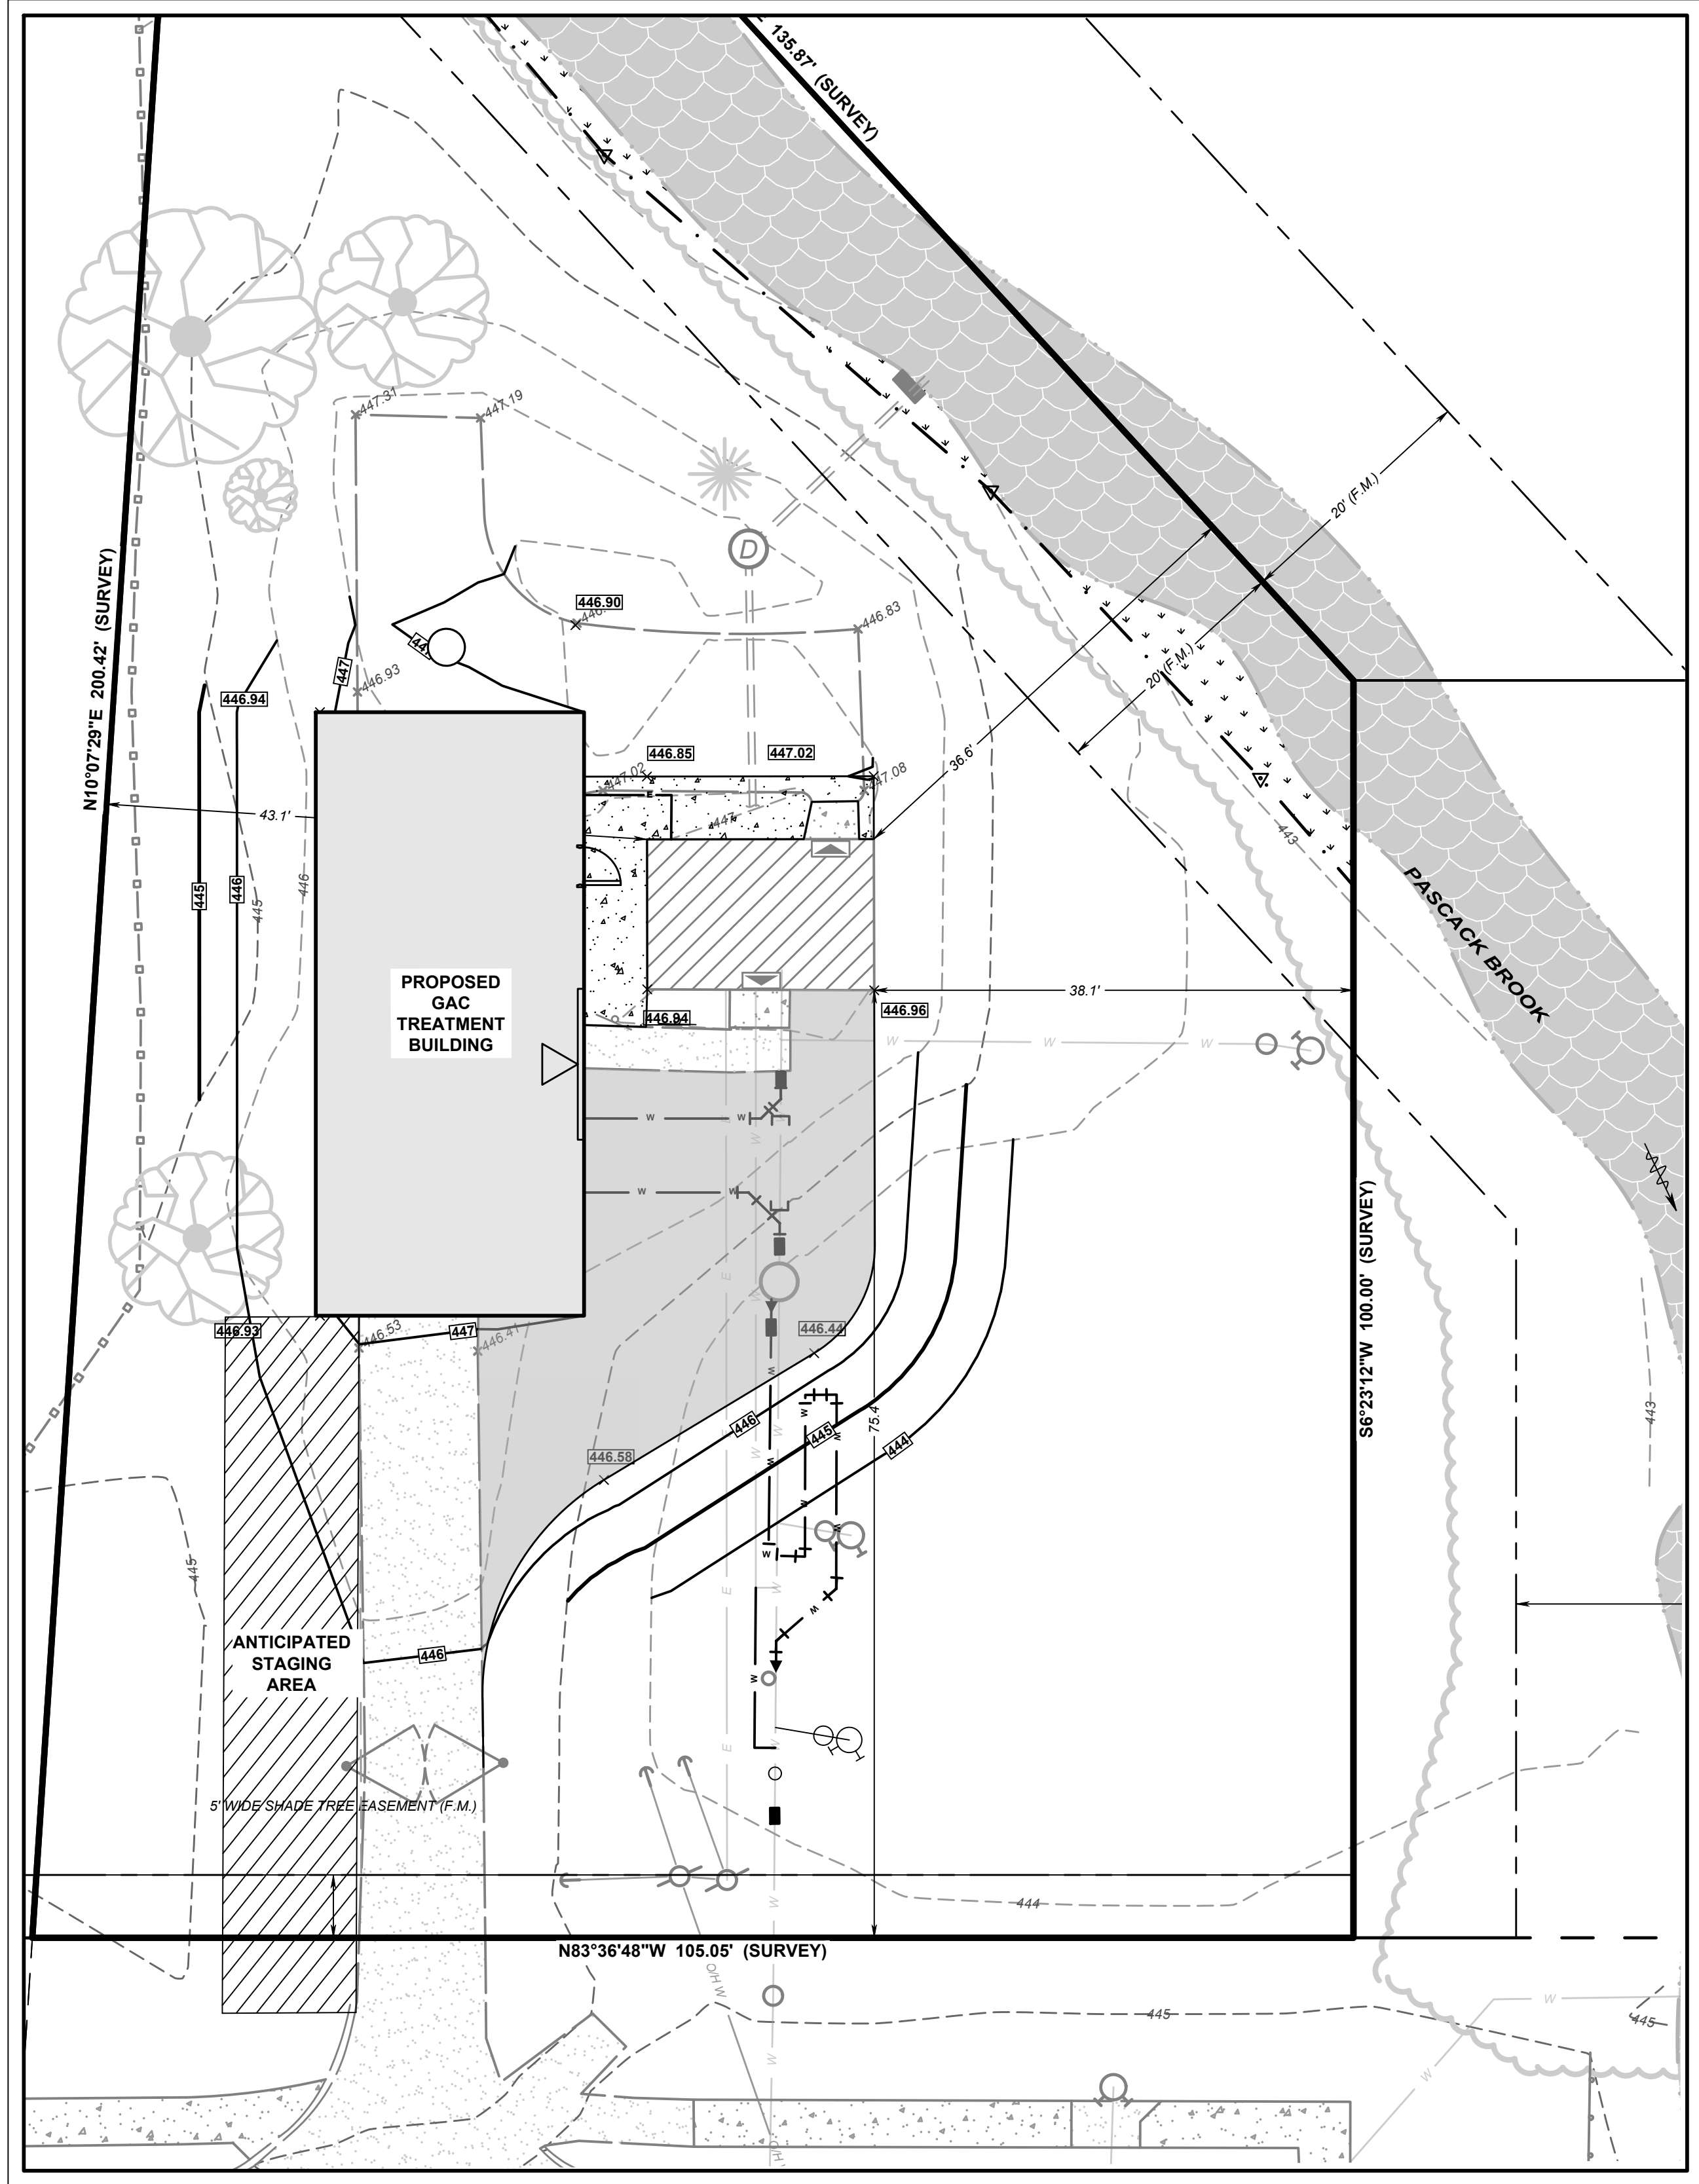 135.87' (SURVEY)
447.31
447.19
20' (F.M.)
D
N10°07'29"E 200.42' (SURVEY)
446.90
446.83
447
446.93
20' (F.M.)
446.94
446.85
447.02
36.6'
447.02
447.08
E
43.1'
447
443
445
446
446
445
PASCACK BROOK
PROPOSED
GAC
TREATMENT
BUILDING
38.1'
446.94
446.96
W
W
W
W
W
E
W
W
W
E
W
S6°23'12"W 100.00' (SURVEY)
446.93
446.53
447
446.41
446.44
W
W
446
445
75.4
444
443
446.58
W
W
E
W
W
445
W
W
E
W
W
ANTICIPATED
STAGING
AREA
446
W
E
W
5' WIDE SHADE TREE EASEMENT (F.M.)
W
444
N83°36'48"W 105.05' (SURVEY)
O/H W
W
445
445
W
W
O/H